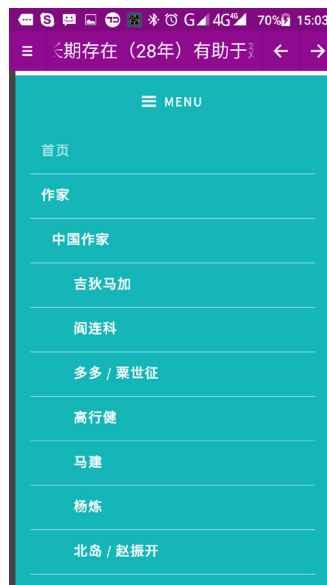 G 4G 70% 15:03
期存在（28年）有助于
MENU
首页
作家
中国作家
吉狄马加
阎连科
多多 / 粟世征
高行健
马建
杨炼
北岛 / 赵振开